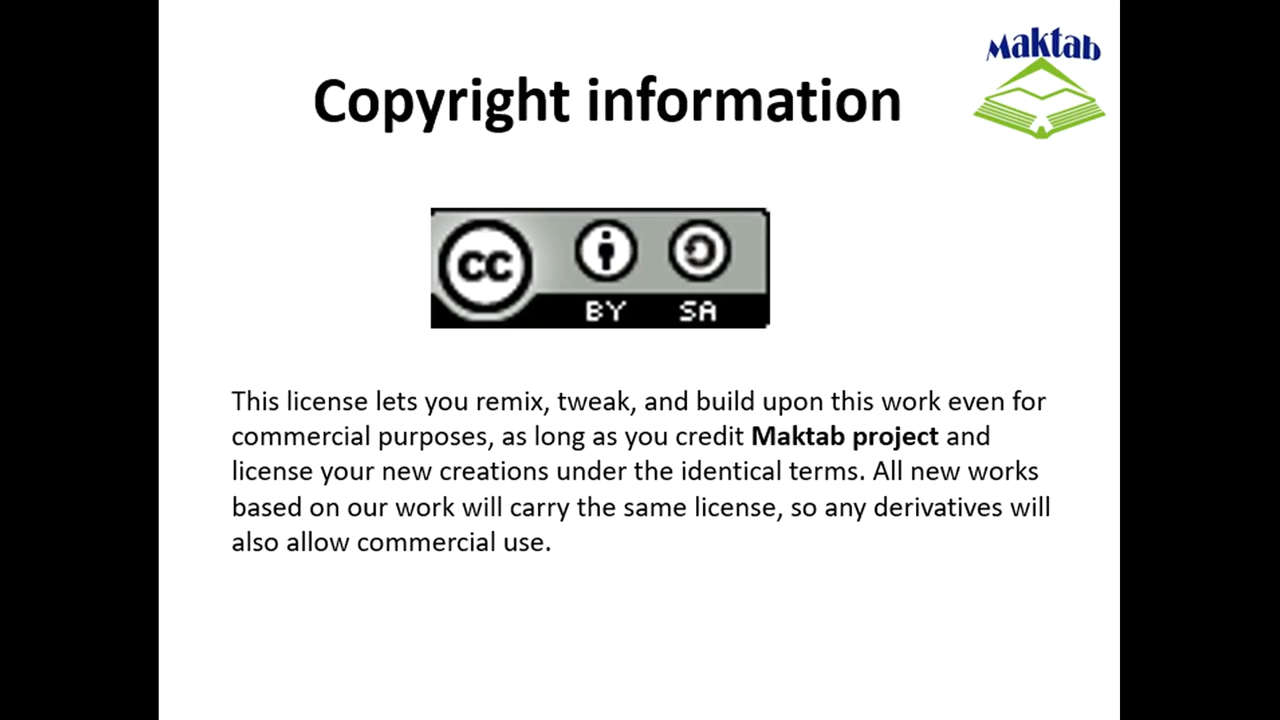 Maktab
Copyright information
CC
BY SA
This license lets you remix, tweak, and build upon this work even for
commercial purposes, as long as you credit Maktab project and
license your new creations under the identical terms. All new works
based on our work will carry the same license, so any derivatives will
also allow commercial use.